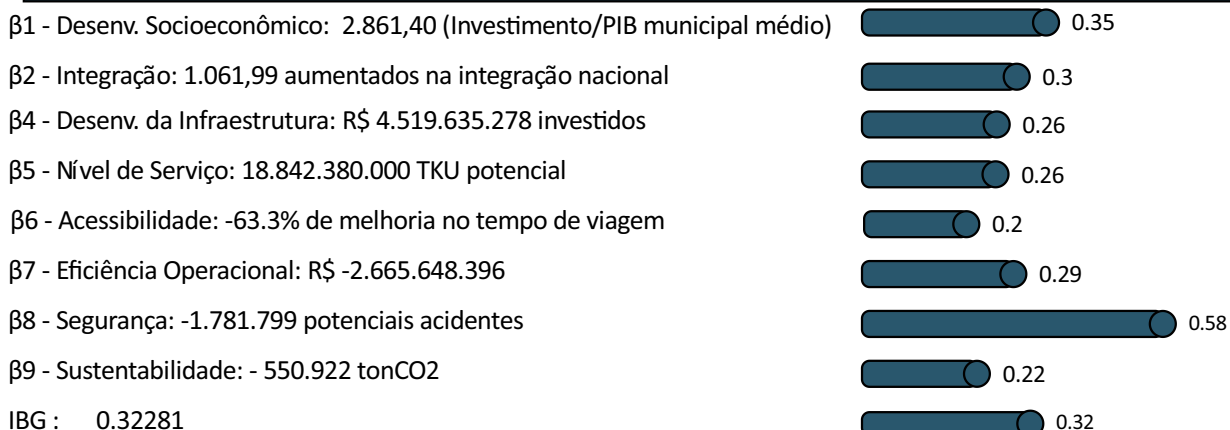 β1 - Desenv. Socioeconômico: 2.861,40 (Investimento/PIB municipal médio) 0.35
β2 - Integração: 1.061,99 aumentados na integração nacional 0.3
β4 - Desenv. da Infraestrutura: R$ 4.519.635.278 investidos 0.26
β5 - Nível de Serviço: 18.842.380.000 TKU potencial 0.26
β6 - Acessibilidade: -63.3% de melhoria no tempo de viagem 0.2
β7 - Eficiência Operacional: R$ -2.665.648.396 0.29
β8 - Segurança: -1.781.799 potenciais acidentes 0.58
β9 - Sustentabilidade: - 550.922 tonCO2 0.22
IBG : 0.32281 0.32